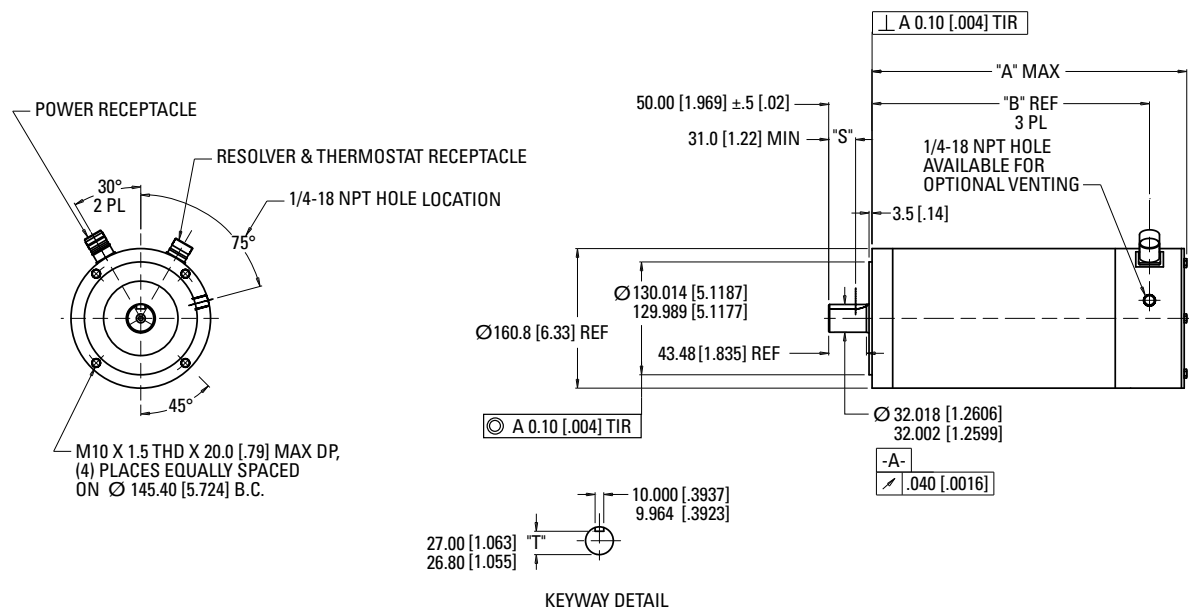 ⊥ A 0.10 [.004] TIR
"A" MAX
POWER RECEPTACLE
50.00 [1.969] ±.5 [.02]
"B" REF
3 PL
31.0 [1.22] MIN
"S"
1/4-18 NPT HOLE
AVAILABLE FOR
OPTIONAL VENTING
RESOLVER & THERMOSTAT RECEPTACLE
30°
2 PL
1/4-18 NPT HOLE LOCATION
3.5 [.14]
75°
Ø 130.014 [5.1187]
129.989 [5.1177]
Ø160.8 [6.33] REF
43.48 [1.835] REF
45°
Ø 32.018 [1.2606]
32.002 [1.2599]
◎ A 0.10 [.004] TIR
M10 X 1.5 THD X 20.0 [.79] MAX DP,
(4) PLACES EQUALLY SPACED
ON Ø 145.40 [5.724] B.C.
-A-
↗ .040 [.0016]
10.000 [.3937]
9.964 [.3923]
27.00 [1.063]
26.80 [1.055]
"T"
KEYWAY DETAIL